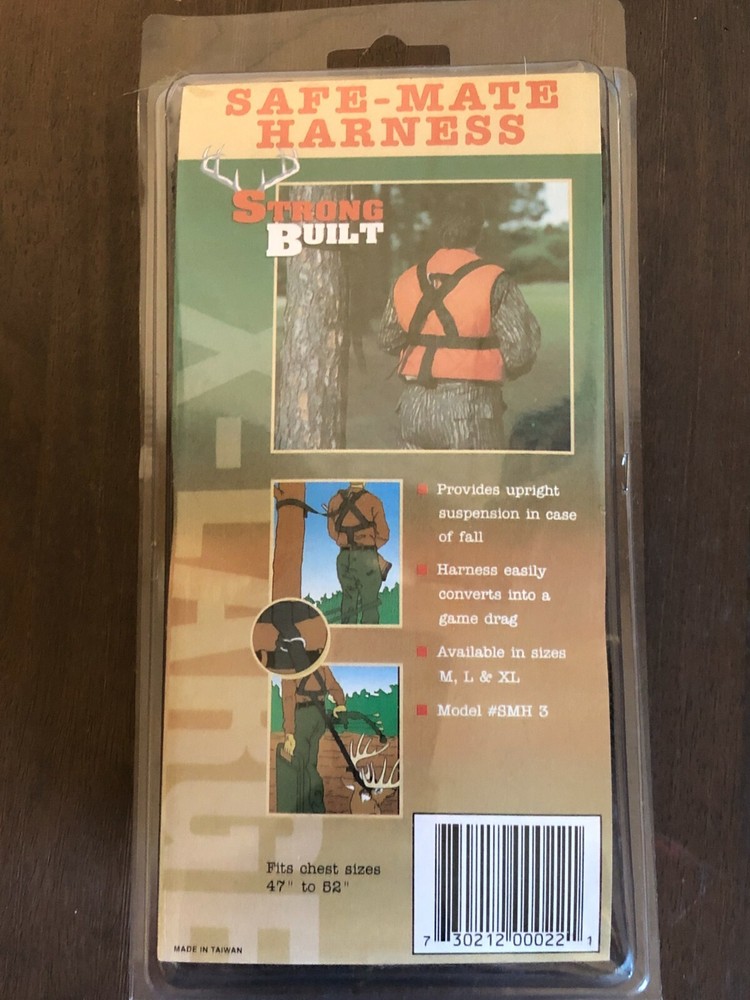 SAFE-MATE
HARNESS
STRONG
BUILT
X-LARGE
Provides upright
suspension in case
of fall
Harness easily
converts into a
game drag
Available in sizes
M, L & XL
Model #SMH 3
Fits chest sizes
47" to 52"
MADE IN TAIWAN
7 30212 00022 1